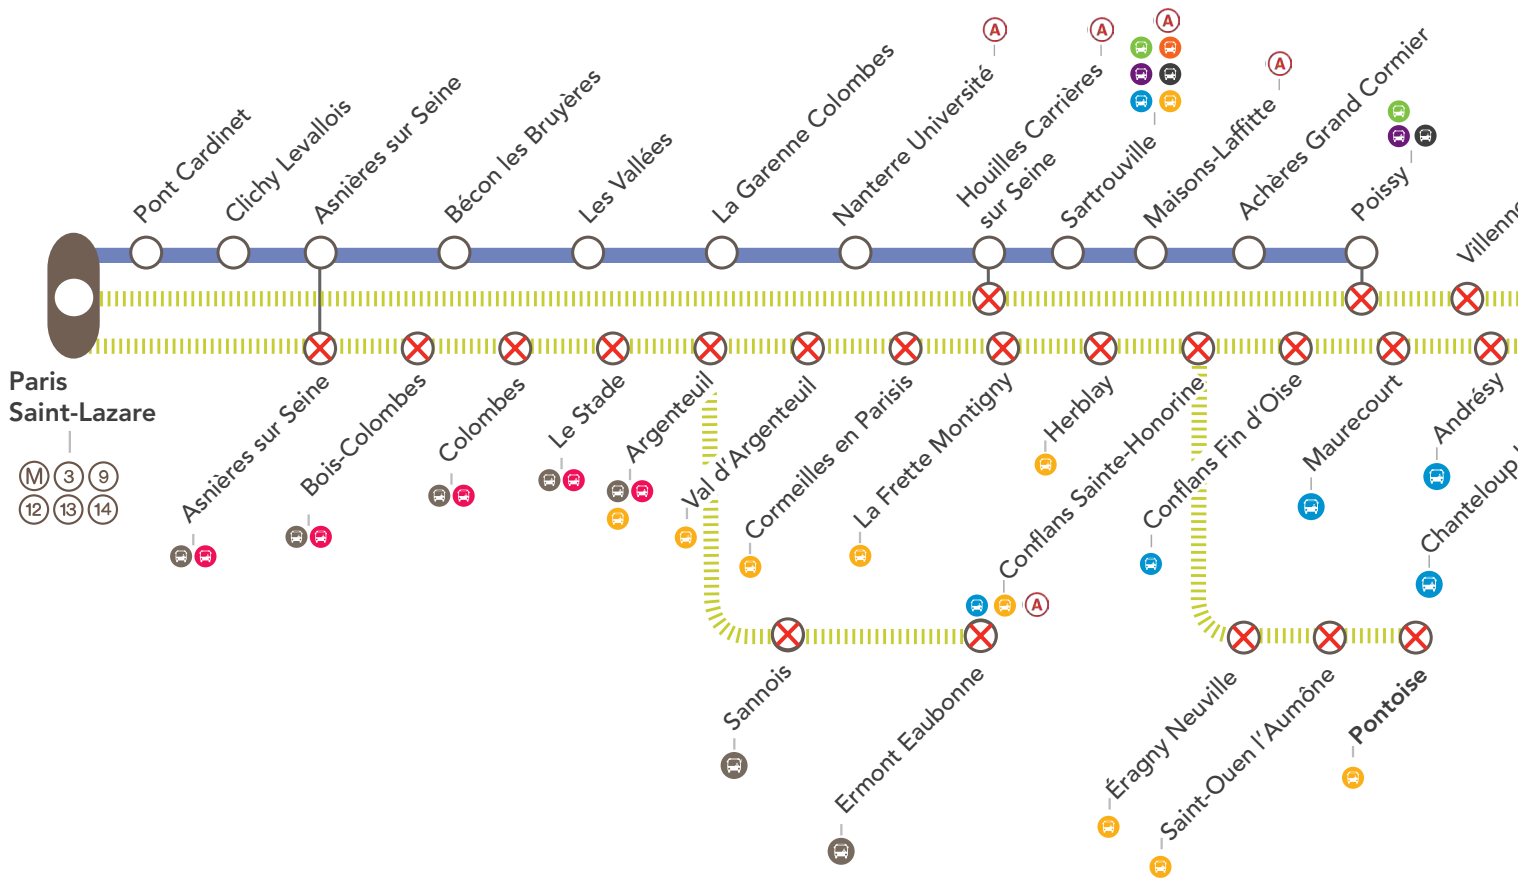 Pont Cardinet
Clichy Levallois
Asnières sur Seine
Bécon les Bruyères
Les Vallées
La Garenne Colombes
Nanterre Université
A
Houilles Carrières
sur Seine
A
Sartrouville
A
Maisons-Laffitte
A
Achères Grand Cormier
Poissy
Paris
Saint-Lazare
M 3 9
12 13 14
Asnières sur Seine
Bois-Colombes
Colombes
Le Stade
Argenteuil
Val d'Argenteuil
Cormeilles en Parisis
La Frette Montigny
Herblay
Conflans Sainte-Honorine
A
Conflans Fin d'Oise
Maurecourt
Andrésy
Chanteloup
Sannois
Ermont Eaubonne
Éragny Neuville
Saint-Ouen l'Aumône
Pontoise